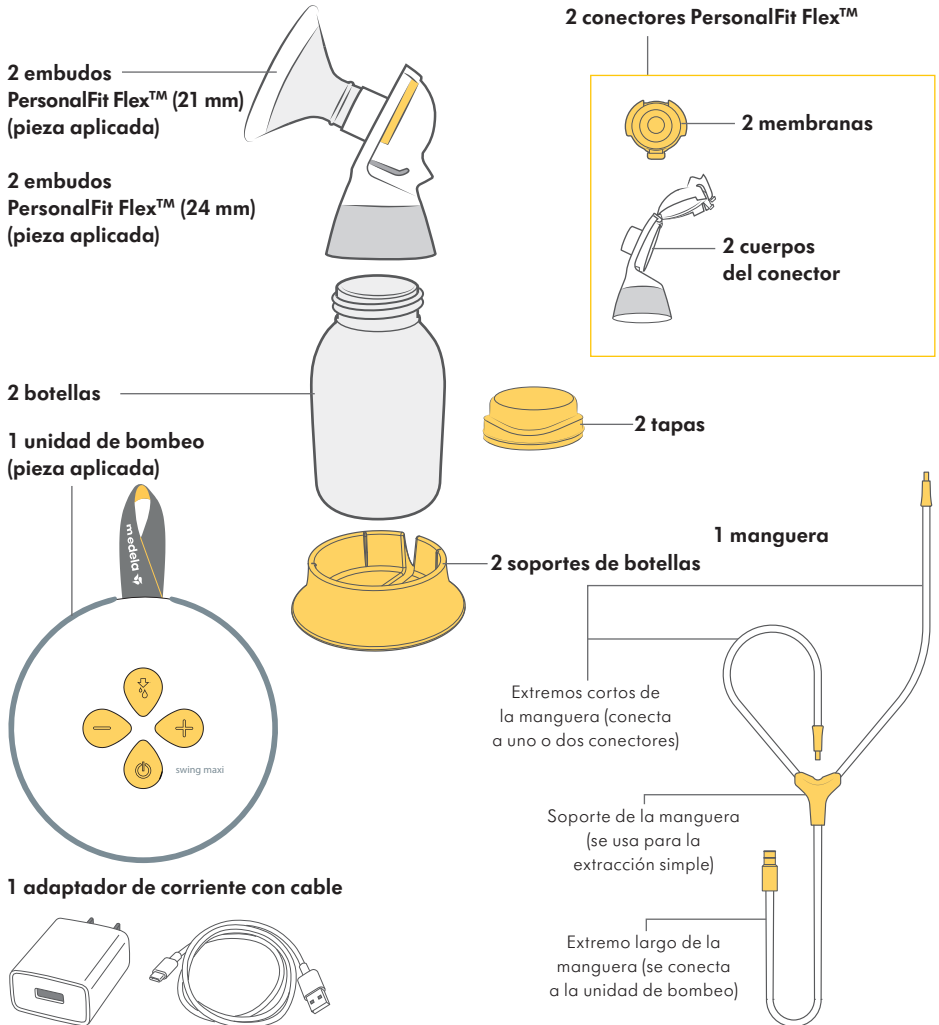 2 conectores PersonalFit Flex™
2 embudos
PersonalFit Flex™ (21 mm)
(pieza aplicada)
2 membranas
2 embudos
PersonalFit Flex™ (24 mm)
(pieza aplicada)
2 cuerpos
del conector
2 botellas
2 tapas
1 unidad de bombeo
(pieza aplicada)
medela
1 manguera
2 soportes de botellas
Extremos cortos de
la manguera (conecta
a uno o dos conectores)
swing maxi
Soporte de la manguera
(se usa para la
extracción simple)
1 adaptador de corriente con cable
Extremo largo de la
manguera (se conecta
a la unidad de bombeo)